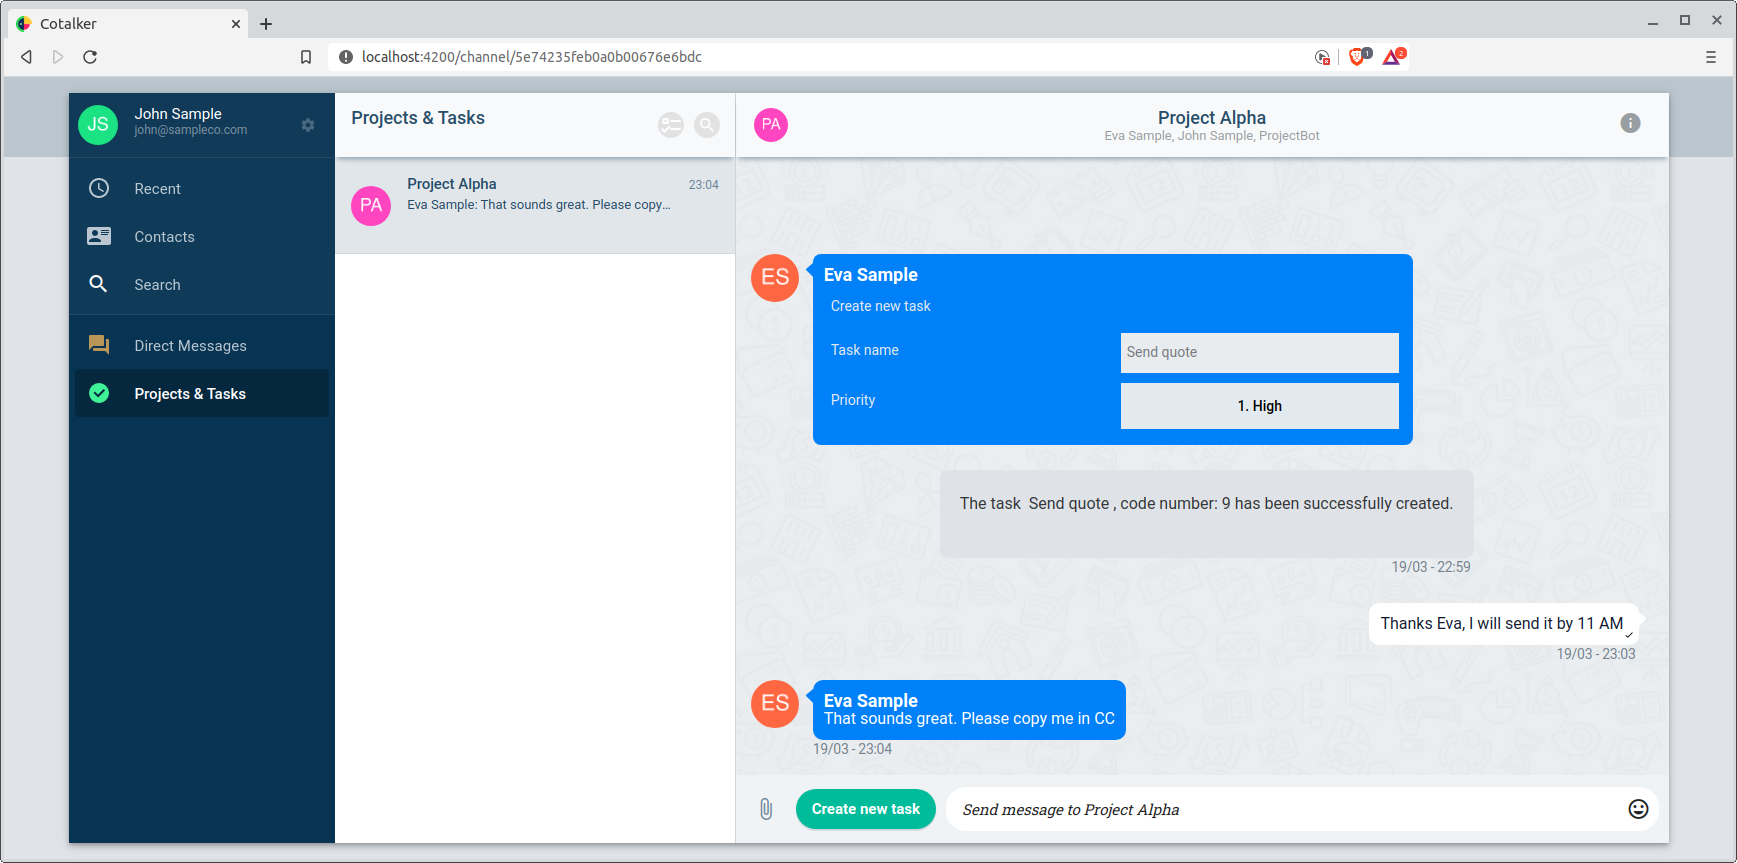 Cotalker
localhost:4200/channel/5e74235feb0a0b00676e6bdc
1
2
JS
John Sample
john@sampleco.com
Recent
Contacts
Search
Direct Messages
Projects & Tasks
Projects & Tasks
PA
Project Alpha
23:04
Eva Sample: That sounds great. Please copy...
PA
Project Alpha
Eva Sample, John Sample, ProjectBot
ES
Eva Sample
Create new task
Task name
Send quote
Priority
1. High
The task  Send quote , code number: 9 has been successfully created.
19/03 - 22:59
Thanks Eva, I will send it by 11 AM
19/03 - 23:03
ES
Eva Sample
That sounds great. Please copy me in CC
19/03 - 23:04
Create new task
Send message to Project Alpha